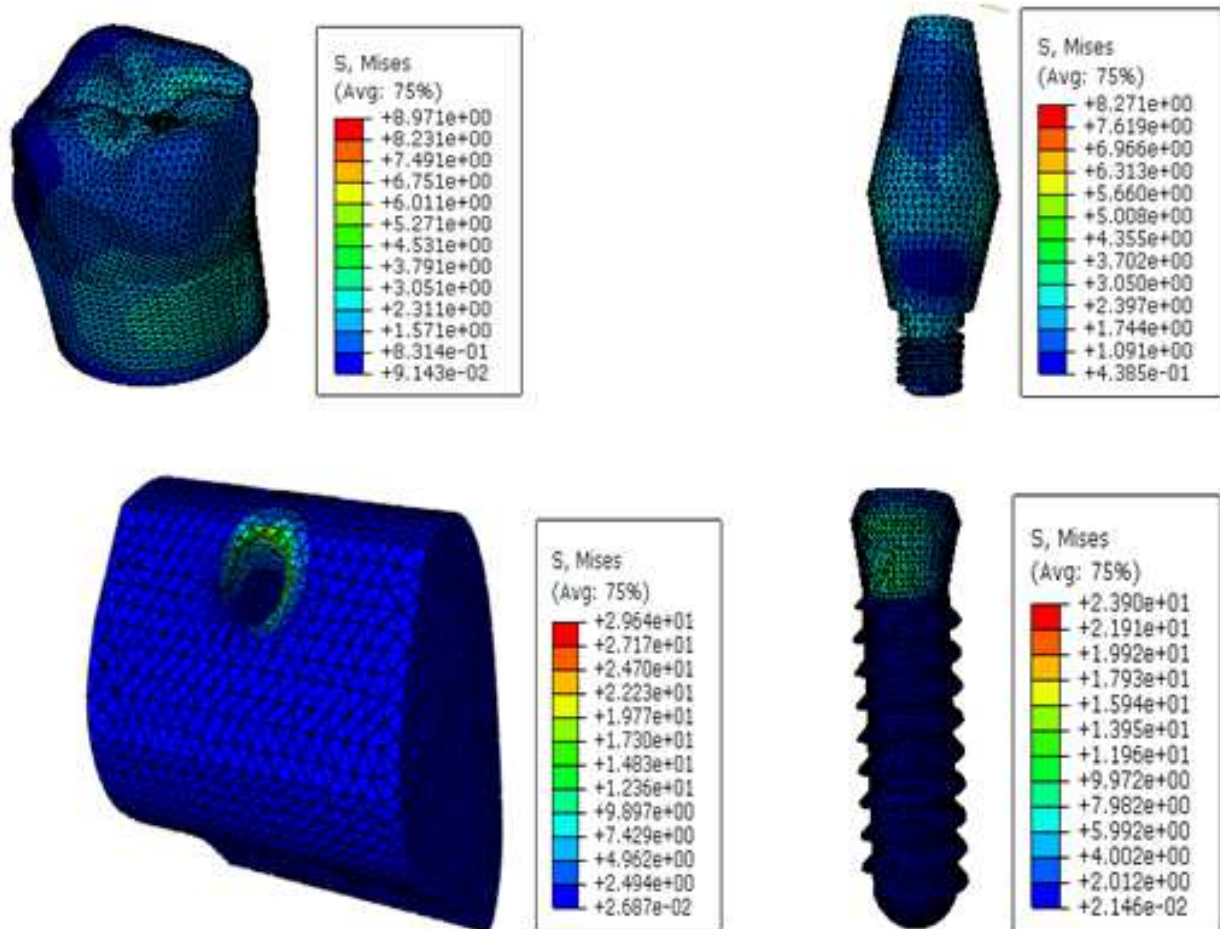 S, Mises
(Avg: 75%)
+8.971e+00
+8.231e+00
+7.491e+00
+6.751e+00
+6.011e+00
+5.271e+00
+4.531e+00
+3.791e+00
+3.051e+00
+2.311e+00
+1.571e+00
+8.314e-01
+9.143e-02
S, Mises
(Avg: 75%)
+8.271e+00
+7.619e+00
+6.966e+00
+6.313e+00
+5.660e+00
+5.008e+00
+4.355e+00
+3.702e+00
+3.050e+00
+2.397e+00
+1.744e+00
+1.091e+00
+4.385e-01
S, Mises
(Avg: 75%)
+2.964e+01
+2.717e+01
+2.470e+01
+2.223e+01
+1.977e+01
+1.730e+01
+1.483e+01
+1.236e+01
+9.897e+00
+7.429e+00
+4.962e+00
+2.494e+00
+2.687e-02
S, Mises
(Avg: 75%)
+2.390e+01
+2.191e+01
+1.992e+01
+1.793e+01
+1.594e+01
+1.395e+01
+1.196e+01
+9.972e+00
+7.982e+00
+5.992e+00
+4.002e+00
+2.012e+00
+2.146e-02